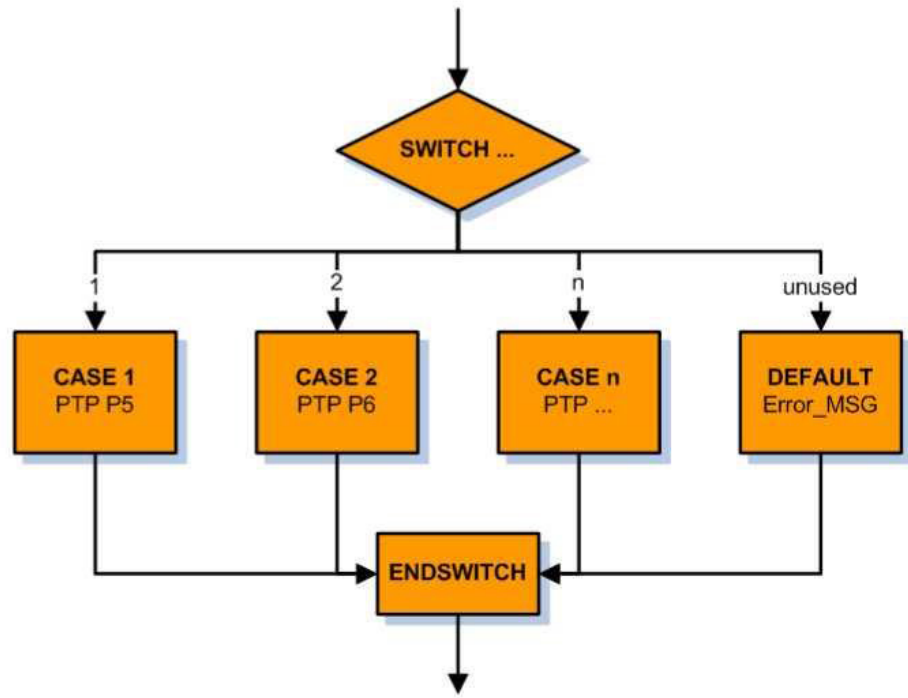 SWITCH ...
1
2
n
unused
CASE 1
PTP P5
CASE 2
PTP P6
CASE n
PTP ...
DEFAULT
Error_MSG
ENDSWITCH